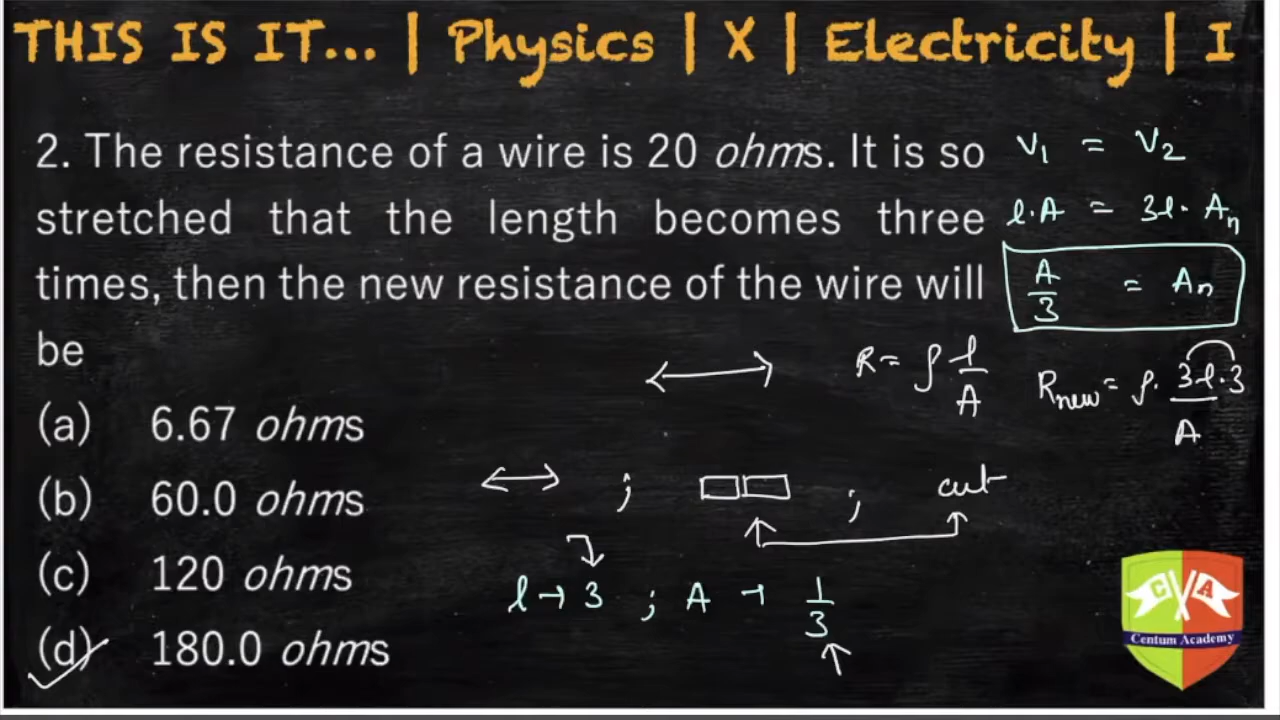 THIS IS IT... | Physics | X | Electricity | I
2. The resistance of a wire is 20 ohms. It is so
stretched that the length becomes three
times, then the new resistance of the wire will
be
(a) 6.67 ohms
(b) 60.0 ohms
(c) 120 ohms
(d) 180.0 ohms
V₁ = V₂
l·A = 3l·Aₙ
A/3 = Aₙ
R = ρ l/A
R_new = ρ· 3l·3/A
; ; cut
l → 3 ; A → 1/3
C A
Centum Academy